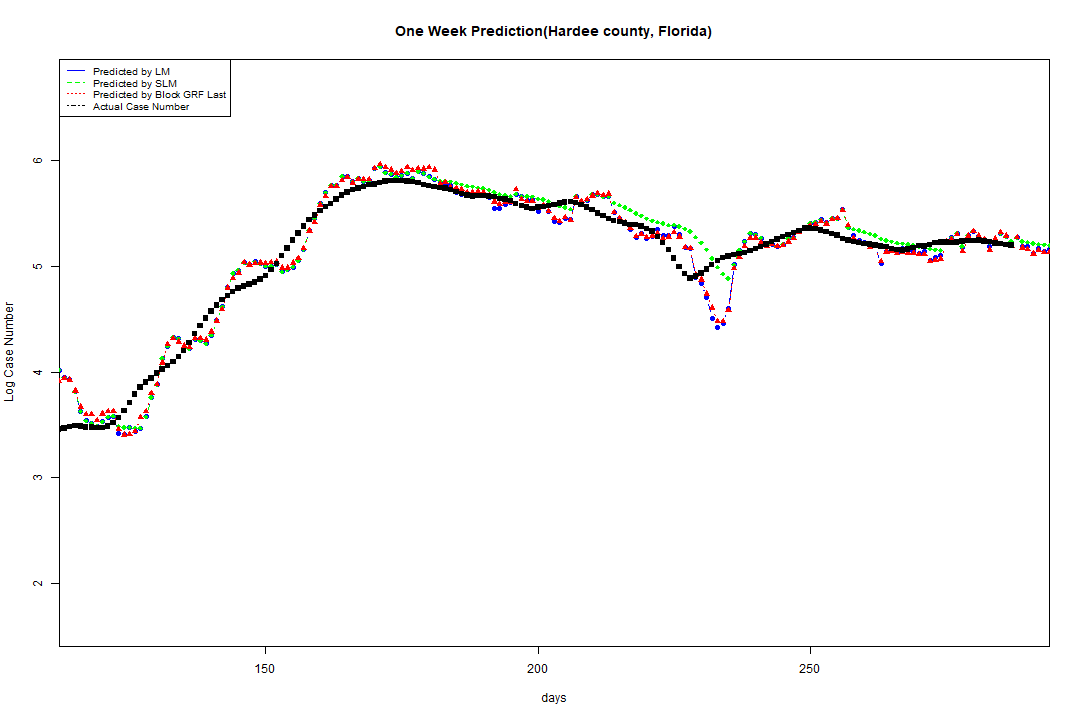 One Week Prediction(Hardee county, Florida)
Predicted by LM
Predicted by SLM
Predicted by Block GRF Last
Actual Case Number
6
5
4
3
2
Log Case Number
150 200 250
days